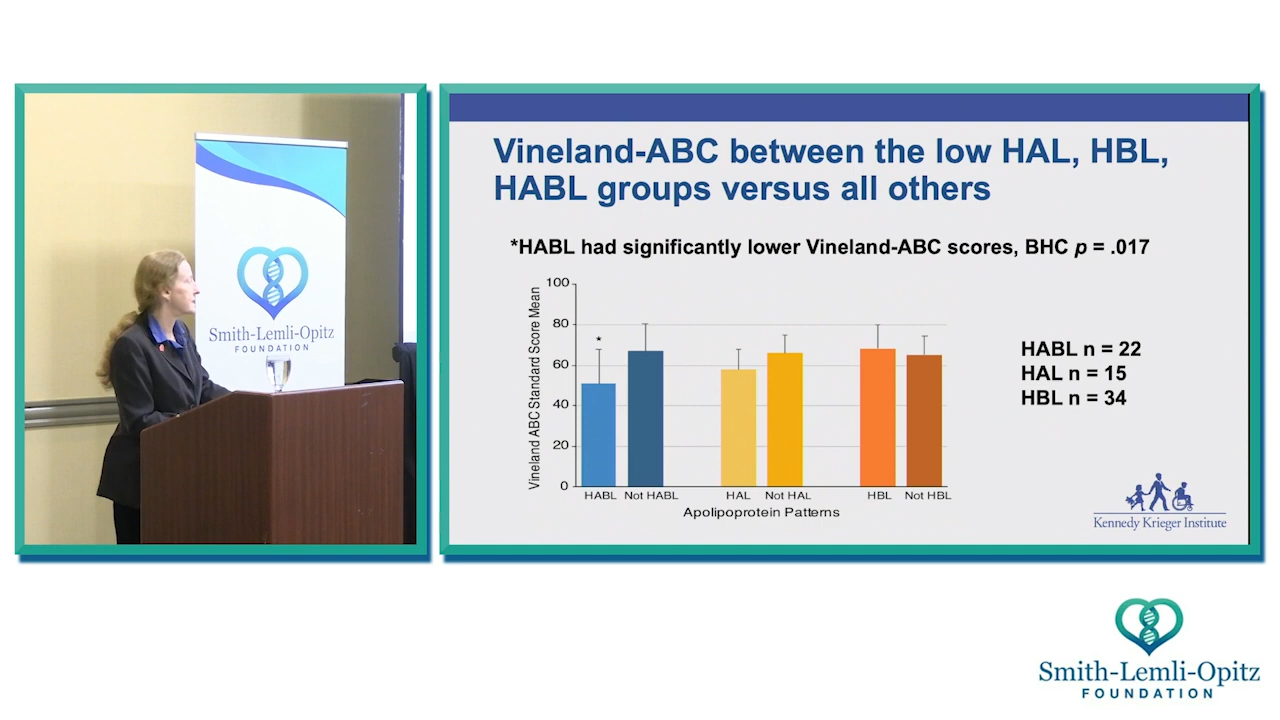 Smith-Lemli-Opitz
FOUNDATION
Vineland-ABC between the low HAL, HBL,
HABL groups versus all others
*HABL had significantly lower Vineland-ABC scores, BHC p = .017
Vineland ABC Standard Score Mean
100
80
60
40
20
0
*
HABL Not HABL HAL Not HAL HBL Not HBL
Apolipoprotein Patterns
HABL n = 22
HAL n = 15
HBL n = 34
Kennedy Krieger Institute
Smith-Lemli-Opitz
FOUNDATION